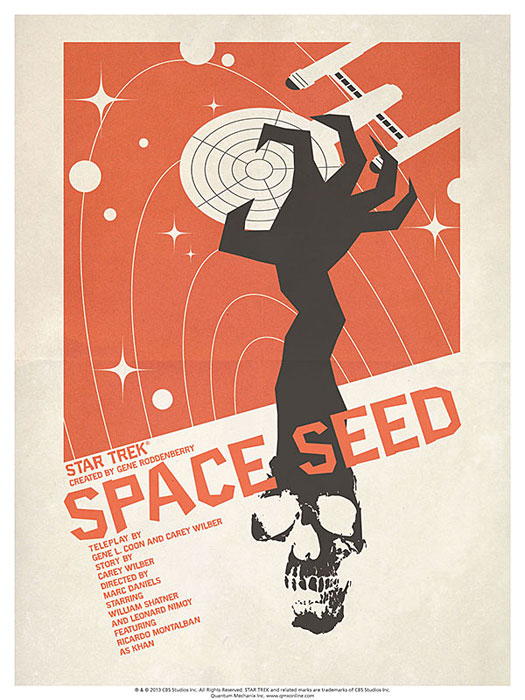 STAR TREK®
CREATED BY GENE RODDENBERRY
SPACE SEED
TELEPLAY BY
GENE L. COON AND CAREY WILBER
STORY BY
CAREY WILBER
DIRECTED BY
MARC DANIELS
STARRING
WILLIAM SHATNER
AND LEONARD NIMOY
FEATURING
RICARDO MONTALBAN
AS KHAN
® & © 2013 CBS Studios Inc. All Rights Reserved. STAR TREK and related marks are trademarks of CBS Studios Inc.
Quantum Mechanix Inc. www.qmxonline.com